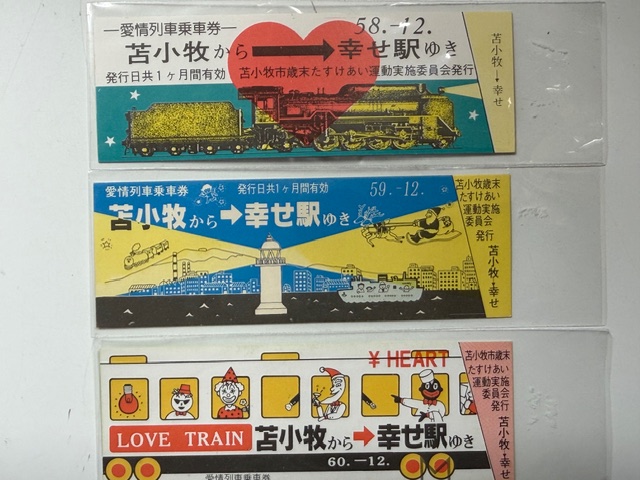 —愛情列車乗車券—
58.-12.
苫小牧から→幸せ駅ゆき
発行日共1ヶ月間有効
苫小牧市歳末たすけあい運動実施委員会発行
苫小牧→幸せ
愛情列車乗車券
発行日共1ヶ月間有効
59.-12.
苫小牧から→幸せ駅ゆき
苫小牧歳末
たすけあい
運動実施
委員会
発行
苫小牧→幸せ
¥ HEART
LOVE TRAIN
苫小牧から→幸せ駅ゆき
60.—12.
愛情列車乗車券
苫小牧市歳末
たすけあい
運動実施
委員会
発行
苫小牧→幸せ